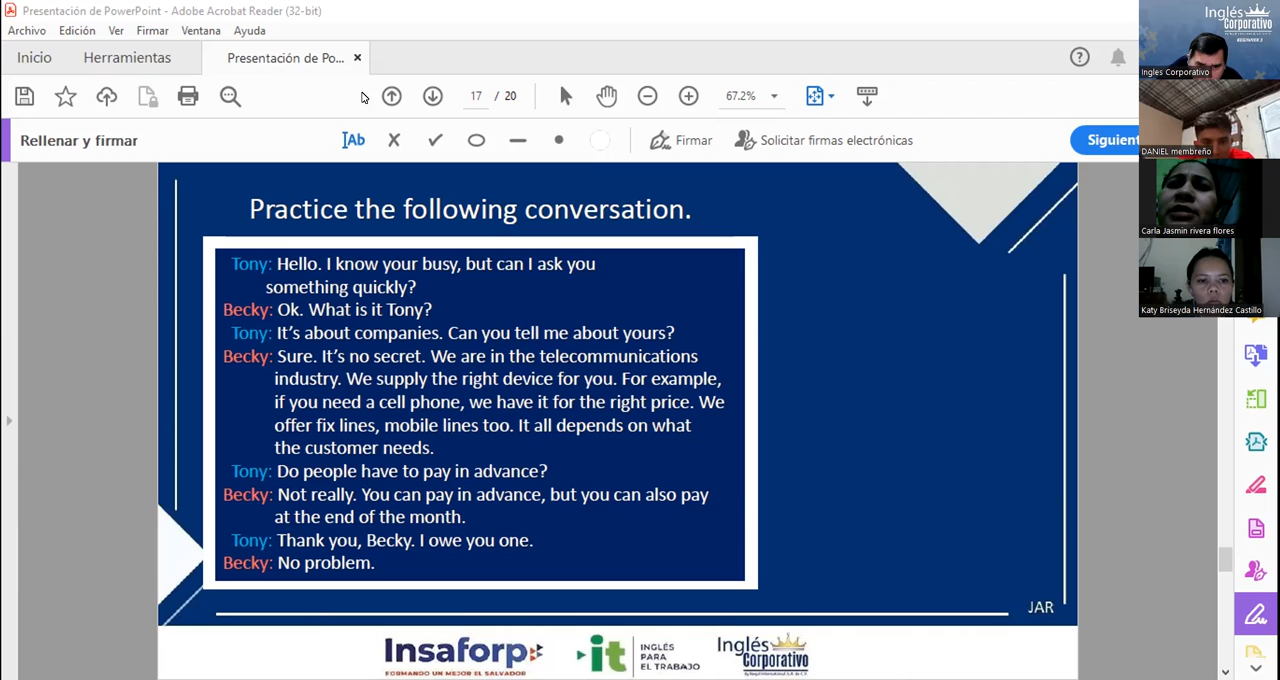 Presentación de PowerPoint - Adobe Acrobat Reader (32-bit)
Archivo Edición Ver Firmar Ventana Ayuda
Inicio Herramientas Presentación de Po... ×
17 / 20 67.2%
Rellenar y firmar Ab Firmar Solicitar firmas electrónicas Siguien
Practice the following conversation.
Tony: Hello. I know your busy, but can I ask you
something quickly?
Becky: Ok. What is it Tony?
Tony: It's about companies. Can you tell me about yours?
Becky: Sure. It's no secret. We are in the telecommunications
industry. We supply the right device for you. For example,
if you need a cell phone, we have it for the right price. We
offer fix lines, mobile lines too. It all depends on what
the customer needs.
Tony: Do people have to pay in advance?
Becky: Not really. You can pay in advance, but you can also pay
at the end of the month.
Tony: Thank you, Becky. I owe you one.
Becky: No problem.
JAR
Insaforp
FORMANDO UN MEJOR EL SALVADOR
it INGLÉS
PARA
EL TRABAJO
Inglés
Corporativo
Inglés
Corporativo
BEGINNER 3
Ingles Corporativo
DANIEL membreño
Carla Jasmin rivera flores
Katy Briseyda Hernández Castillo